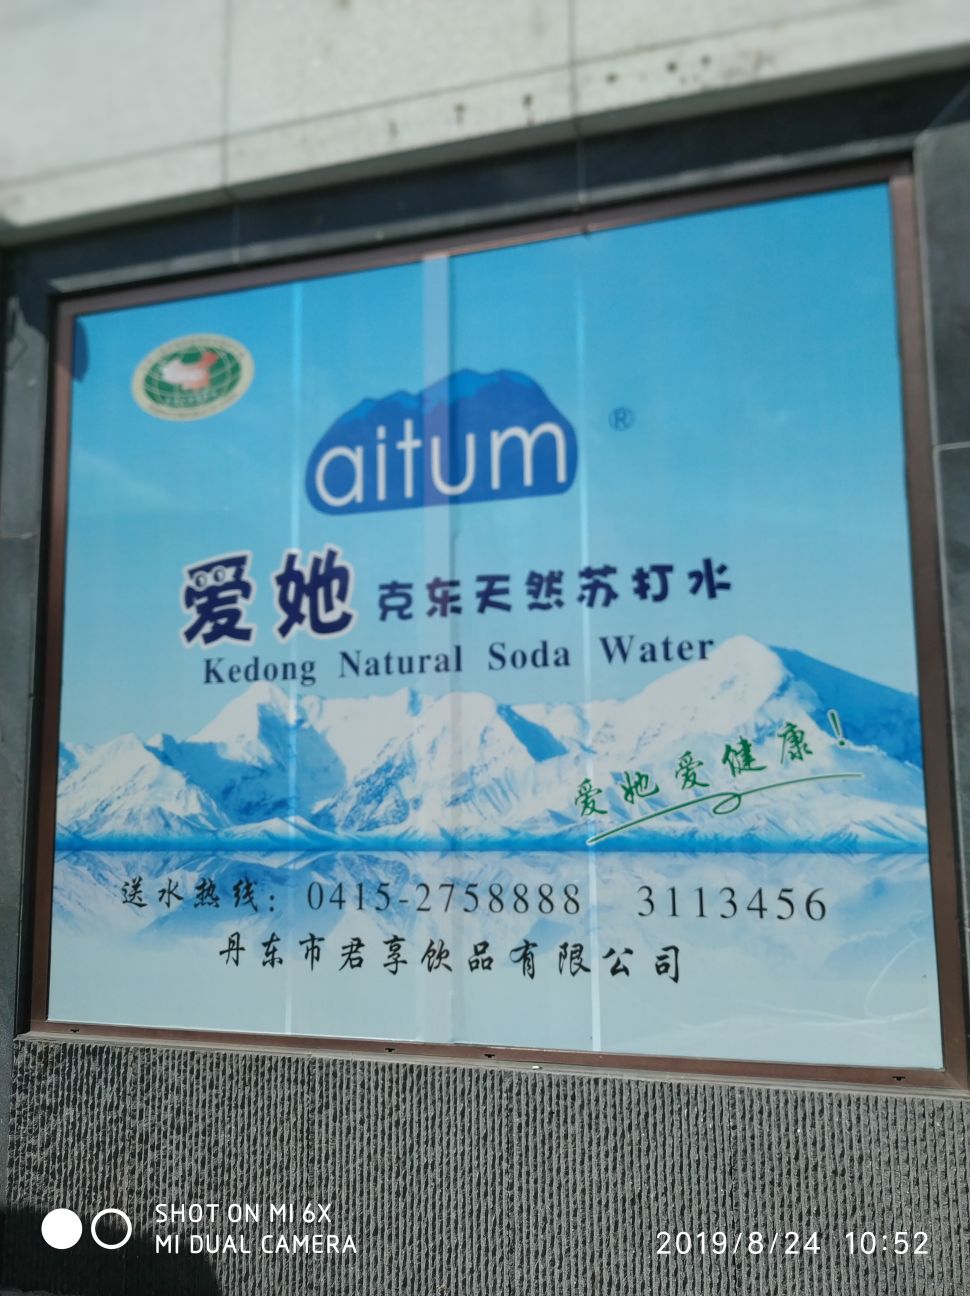 aitum ®
爱她 克东天然苏打水
Kedong Natural Soda Water
爱她爱健康!
送水热线: 0415-2758888 3113456
丹东市君享饮品有限公司
SHOT ON MI 6X
MI DUAL CAMERA
2019/8/24 10:52